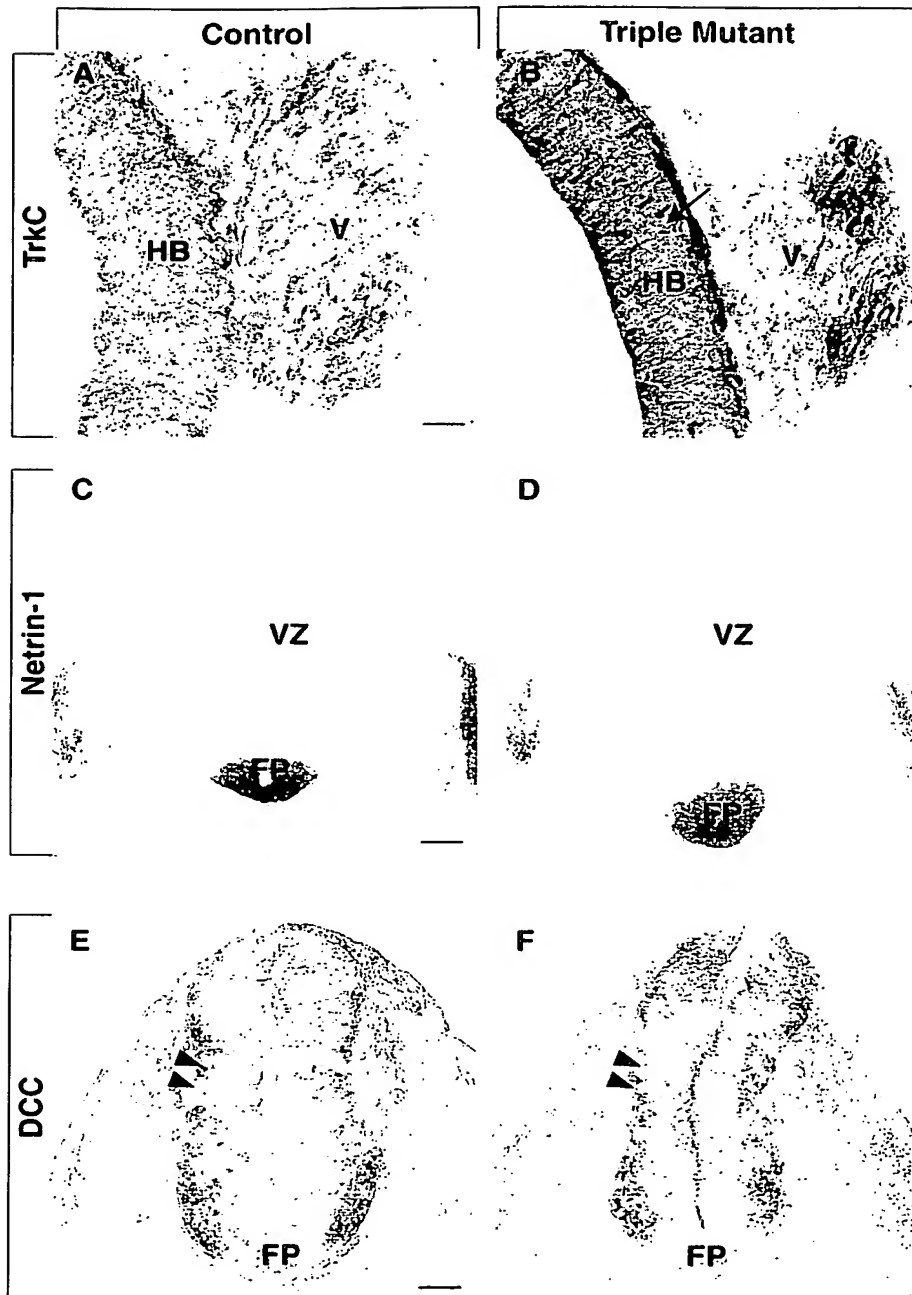 Control
Triple Mutant
TrkC
A
HB
V
B
HB
V
Netrin-1
C
VZ
FP
D
VZ
FP
DCC
E
FP
F
FP